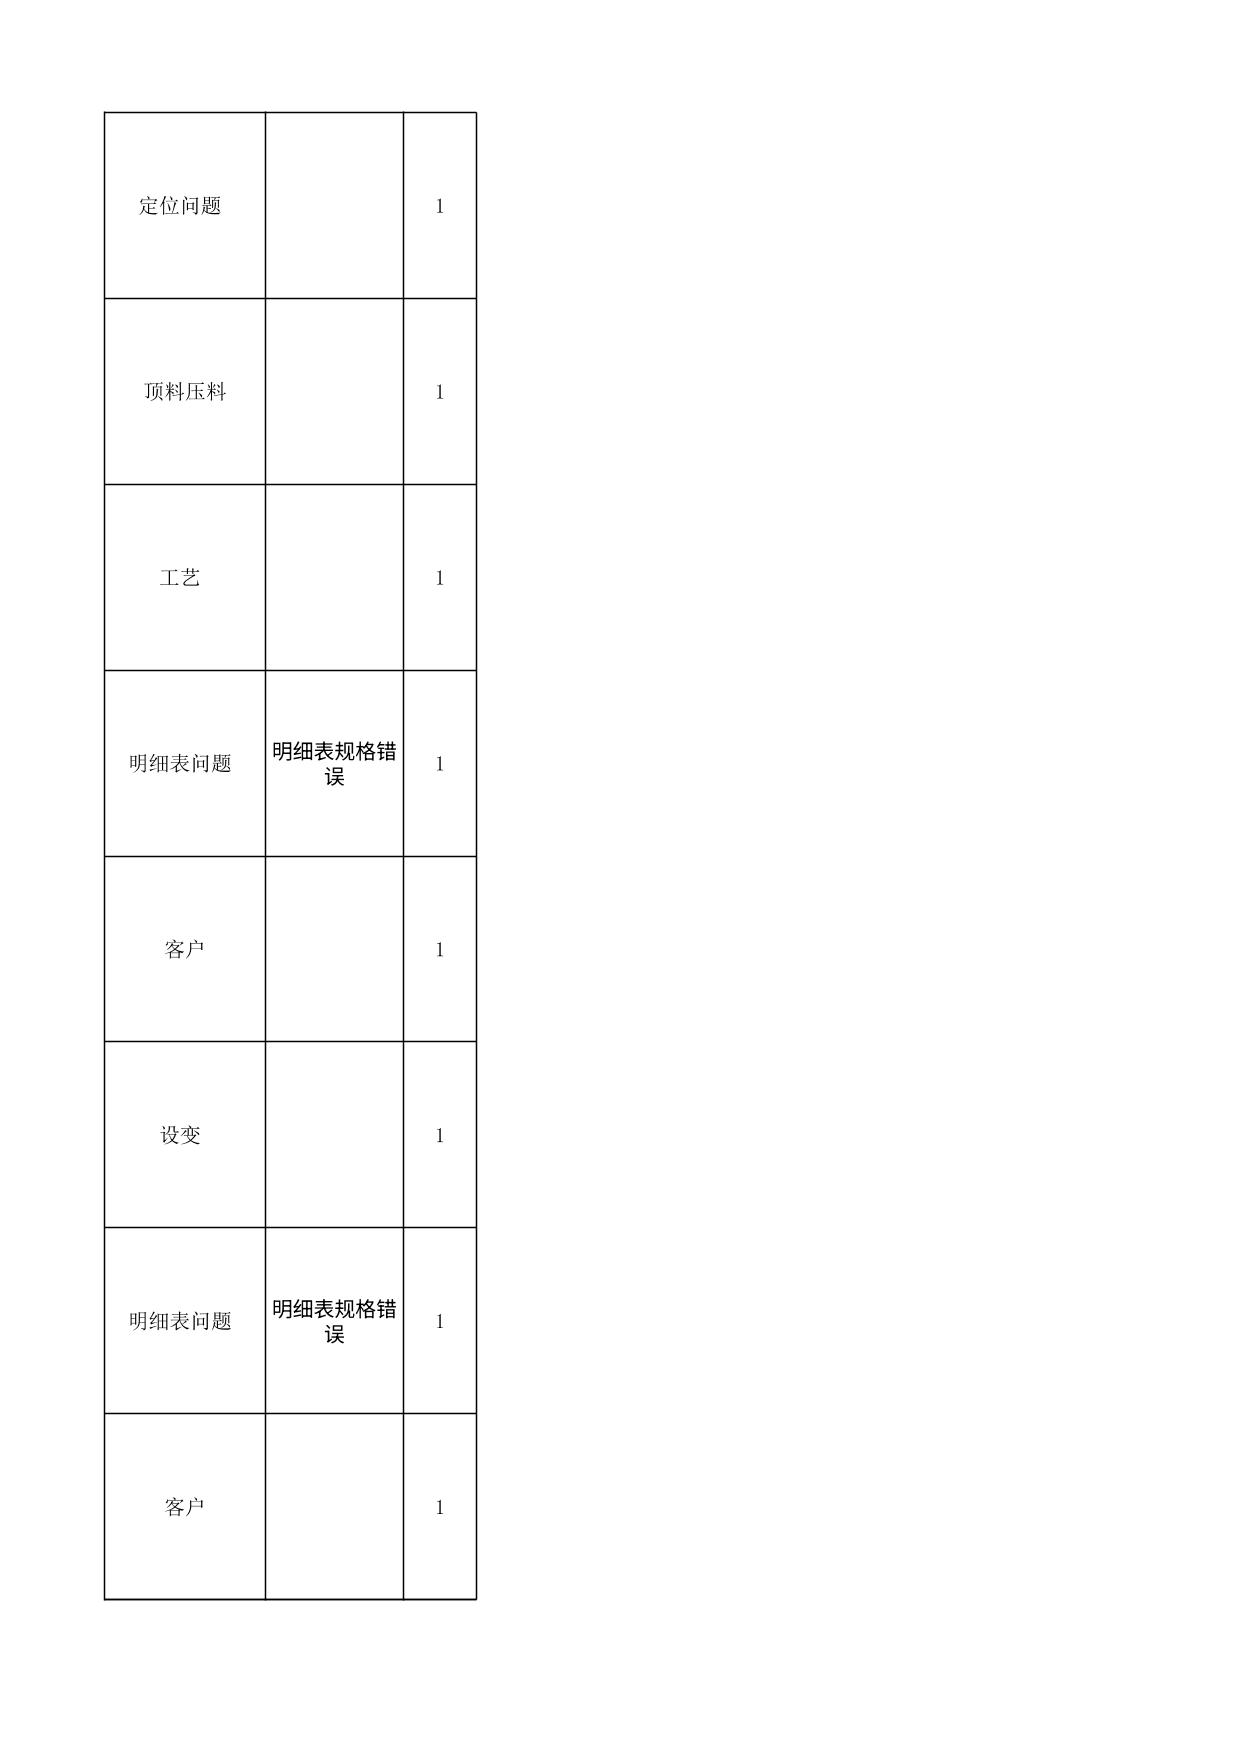 定位问题 1
顶料压料 1
工艺 1
明细表问题 明细表规格错 1
误
客户 1
设变 1
明细表问题 明细表规格错 1
误
客户 1